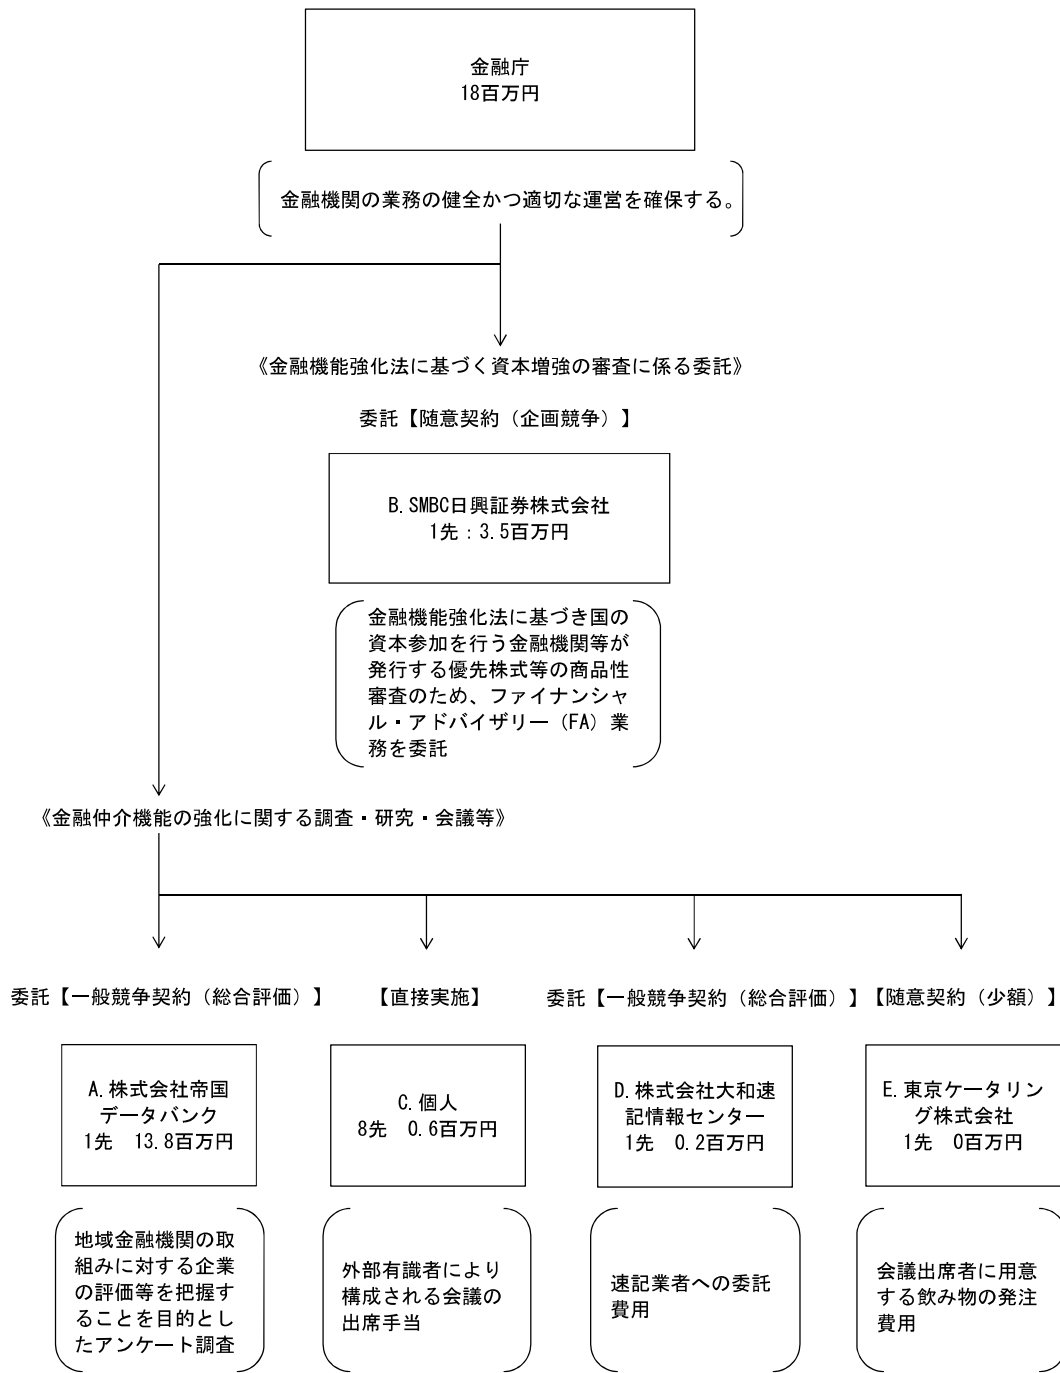 金融庁
18百万円
金融機関の業務の健全かつ適切な運営を確保する。
《金融機能強化法に基づく資本増強の審査に係る委託》
委託【随意契約（企画競争）】
B.SMBC日興証券株式会社
1先：3.5百万円
金融機能強化法に基づき国の
資本参加を行う金融機関等が
発行する優先株式等の商品性
審査のため、ファイナンシャ
ル・アドバイザリー（FA）業
務を委託
《金融仲介機能の強化に関する調査・研究・会議等》
委託【一般競争契約（総合評価）】
A.株式会社帝国
データバンク
1先　13.8百万円
地域金融機関の取
組みに対する企業
の評価等を把握す
ることを目的とし
たアンケート調査
【直接実施】
C.個人
8先　0.6百万円
外部有識者により
構成される会議の
出席手当
委託【一般競争契約（総合評価）】
D.株式会社大和速
記情報センター
1先　0.2百万円
速記業者への委託
費用
【随意契約（少額）】
E.東京ケータリン
グ株式会社
1先　0百万円
会議出席者に用意
する飲み物の発注
費用